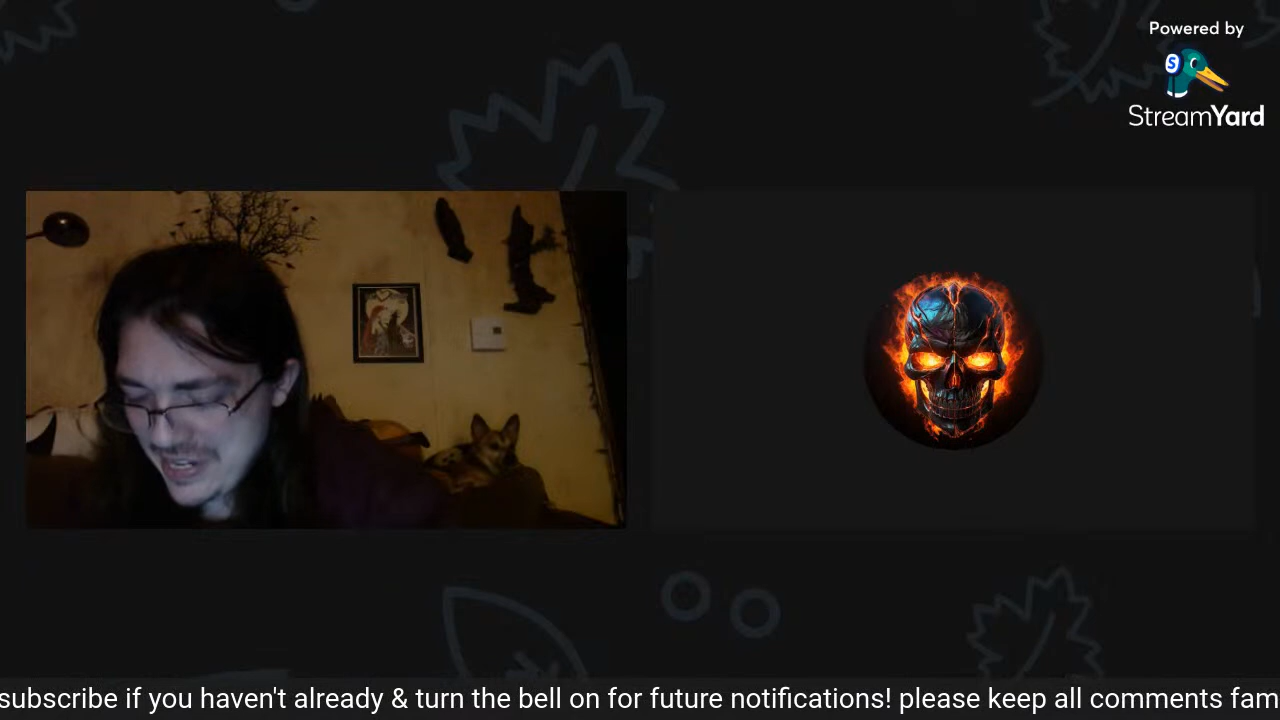 Powered by
S
StreamYard
subscribe if you haven't already & turn the bell on for future notifications! please keep all comments fam